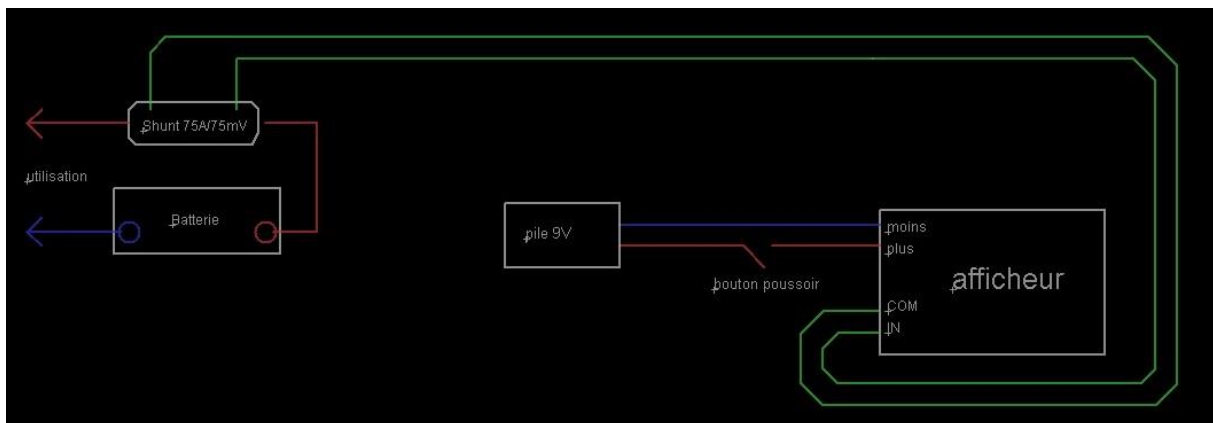 Shunt 75A/75mV
utilisation
Batterie
pile 9V
bouton poussoir
moins
plus
afficheur
COM
IN